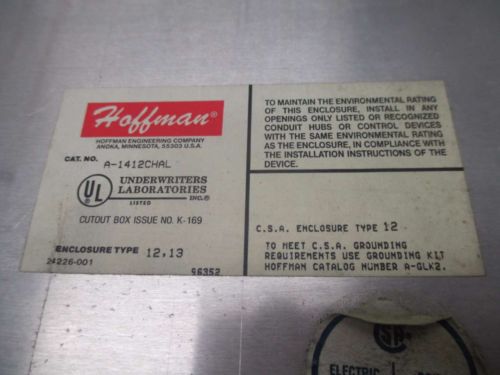 Hoffman®
HOFFMAN ENGINEERING COMPANY
ANOKA, MINNESOTA, 55303 U.S.A.
CAT. NO. A-1412CHAL
UL UNDERWRITERS
LABORATORIES
INC.®
LISTED
CUTOUT BOX ISSUE NO. K-169
ENCLOSURE TYPE 12,13
24226-001
96352
TO MAINTAIN THE ENVIRONMENTAL RATING
OF THIS ENCLOSURE, INSTALL IN ANY
OPENINGS ONLY LISTED OR RECOGNIZED
CONDUIT HUBS OR CONTROL DEVICES
WITH THE SAME ENVIRONMENTAL RATING
AS THE ENCLOSURE, IN COMPLIANCE WITH
THE INSTALLATION INSTRUCTIONS OF THE
DEVICE.
C.S.A. ENCLOSURE TYPE 12
TO MEET C.S.A. GROUNDING
REQUIREMENTS USE GROUNDING KIT
HOFFMAN CATALOG NUMBER A-GLK2.
SA
ELECTRIC